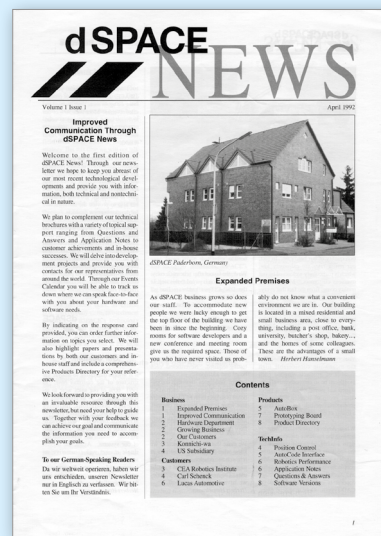 dSPACE
NEWS
Volume 1 Issue 1
April 1992
Improved
Communication Through
dSPACE News
Welcome to the first edition of
dSPACE News! Through our news-
letter we hope to keep you abreast of
our most recent technological devel-
opments and provide you with infor-
mation, both technical and nontechni-
cal in nature.
We plan to complement our technical
brochures with a variety of topical sup-
port ranging from Questions and
Answers and Application Notes to
customer achievements and in-house
successes. We will delve into develop-
ment projects and provide you with
contacts for our representatives from
around the world. Through our Events
Calendar you will be able to track us
down where we can speak face-to-face
with you about your hardware and
software needs.
By indicating on the response card
provided, you can order further infor-
mation on topics you select. We will
also highlight papers and presenta-
tions by both our customers and in-
house staff and include a comprehens-
ive Products Directory for your refer-
ence.
We look forward to providing you with
an invaluable resource through this
newsletter, but need your help to guide
us. Together with your feedback we
can achieve our goal and communicate
the information you need to accom-
plish your goals.
To our German-Speaking Readers
Da wir weltweit operieren, haben wir
uns entschieden, unseren Newsletter
nur in Englisch zu verfassen. Wir bit-
ten Sie um Ihr Verständnis.
dSPACE Paderborn, Germany
Expanded Premises
As dSPACE business grows so does
our staff. To accommodate new
people we were lucky enough to get
the top floor of the building we have
been in since the beginning. Cozy
rooms for software developers and a
new conference and meeting room
give us the required space. Those of
you who have never visited us prob-
ably do not know what a convenient
environment we are in. Our building
is located in a mixed residential and
small business area, close to every-
thing, including a post office, bank,
university, butcher's shop, bakery...,
and the homes of some colleagues.
These are the advantages of a small
town. Herbert Hanselmann
Contents
Business
1 Expanded Premises
1 Improved Communication
2 Hardware Department
2 Growing Business
2 Our Customers
3 Konnichi-wa
4 US Subsidiary
Customers
3 CEA Robotics Institute
4 Carl Schenck
6 Lucas Automotive
Products
5 AutoBox
7 Prototyping Board
8 Product Directory
TechInfo
4 Position Control
5 AutoCode Interface
6 Robotics Performance
6 Application Notes
7 Questions & Answers
8 Software Versions
1